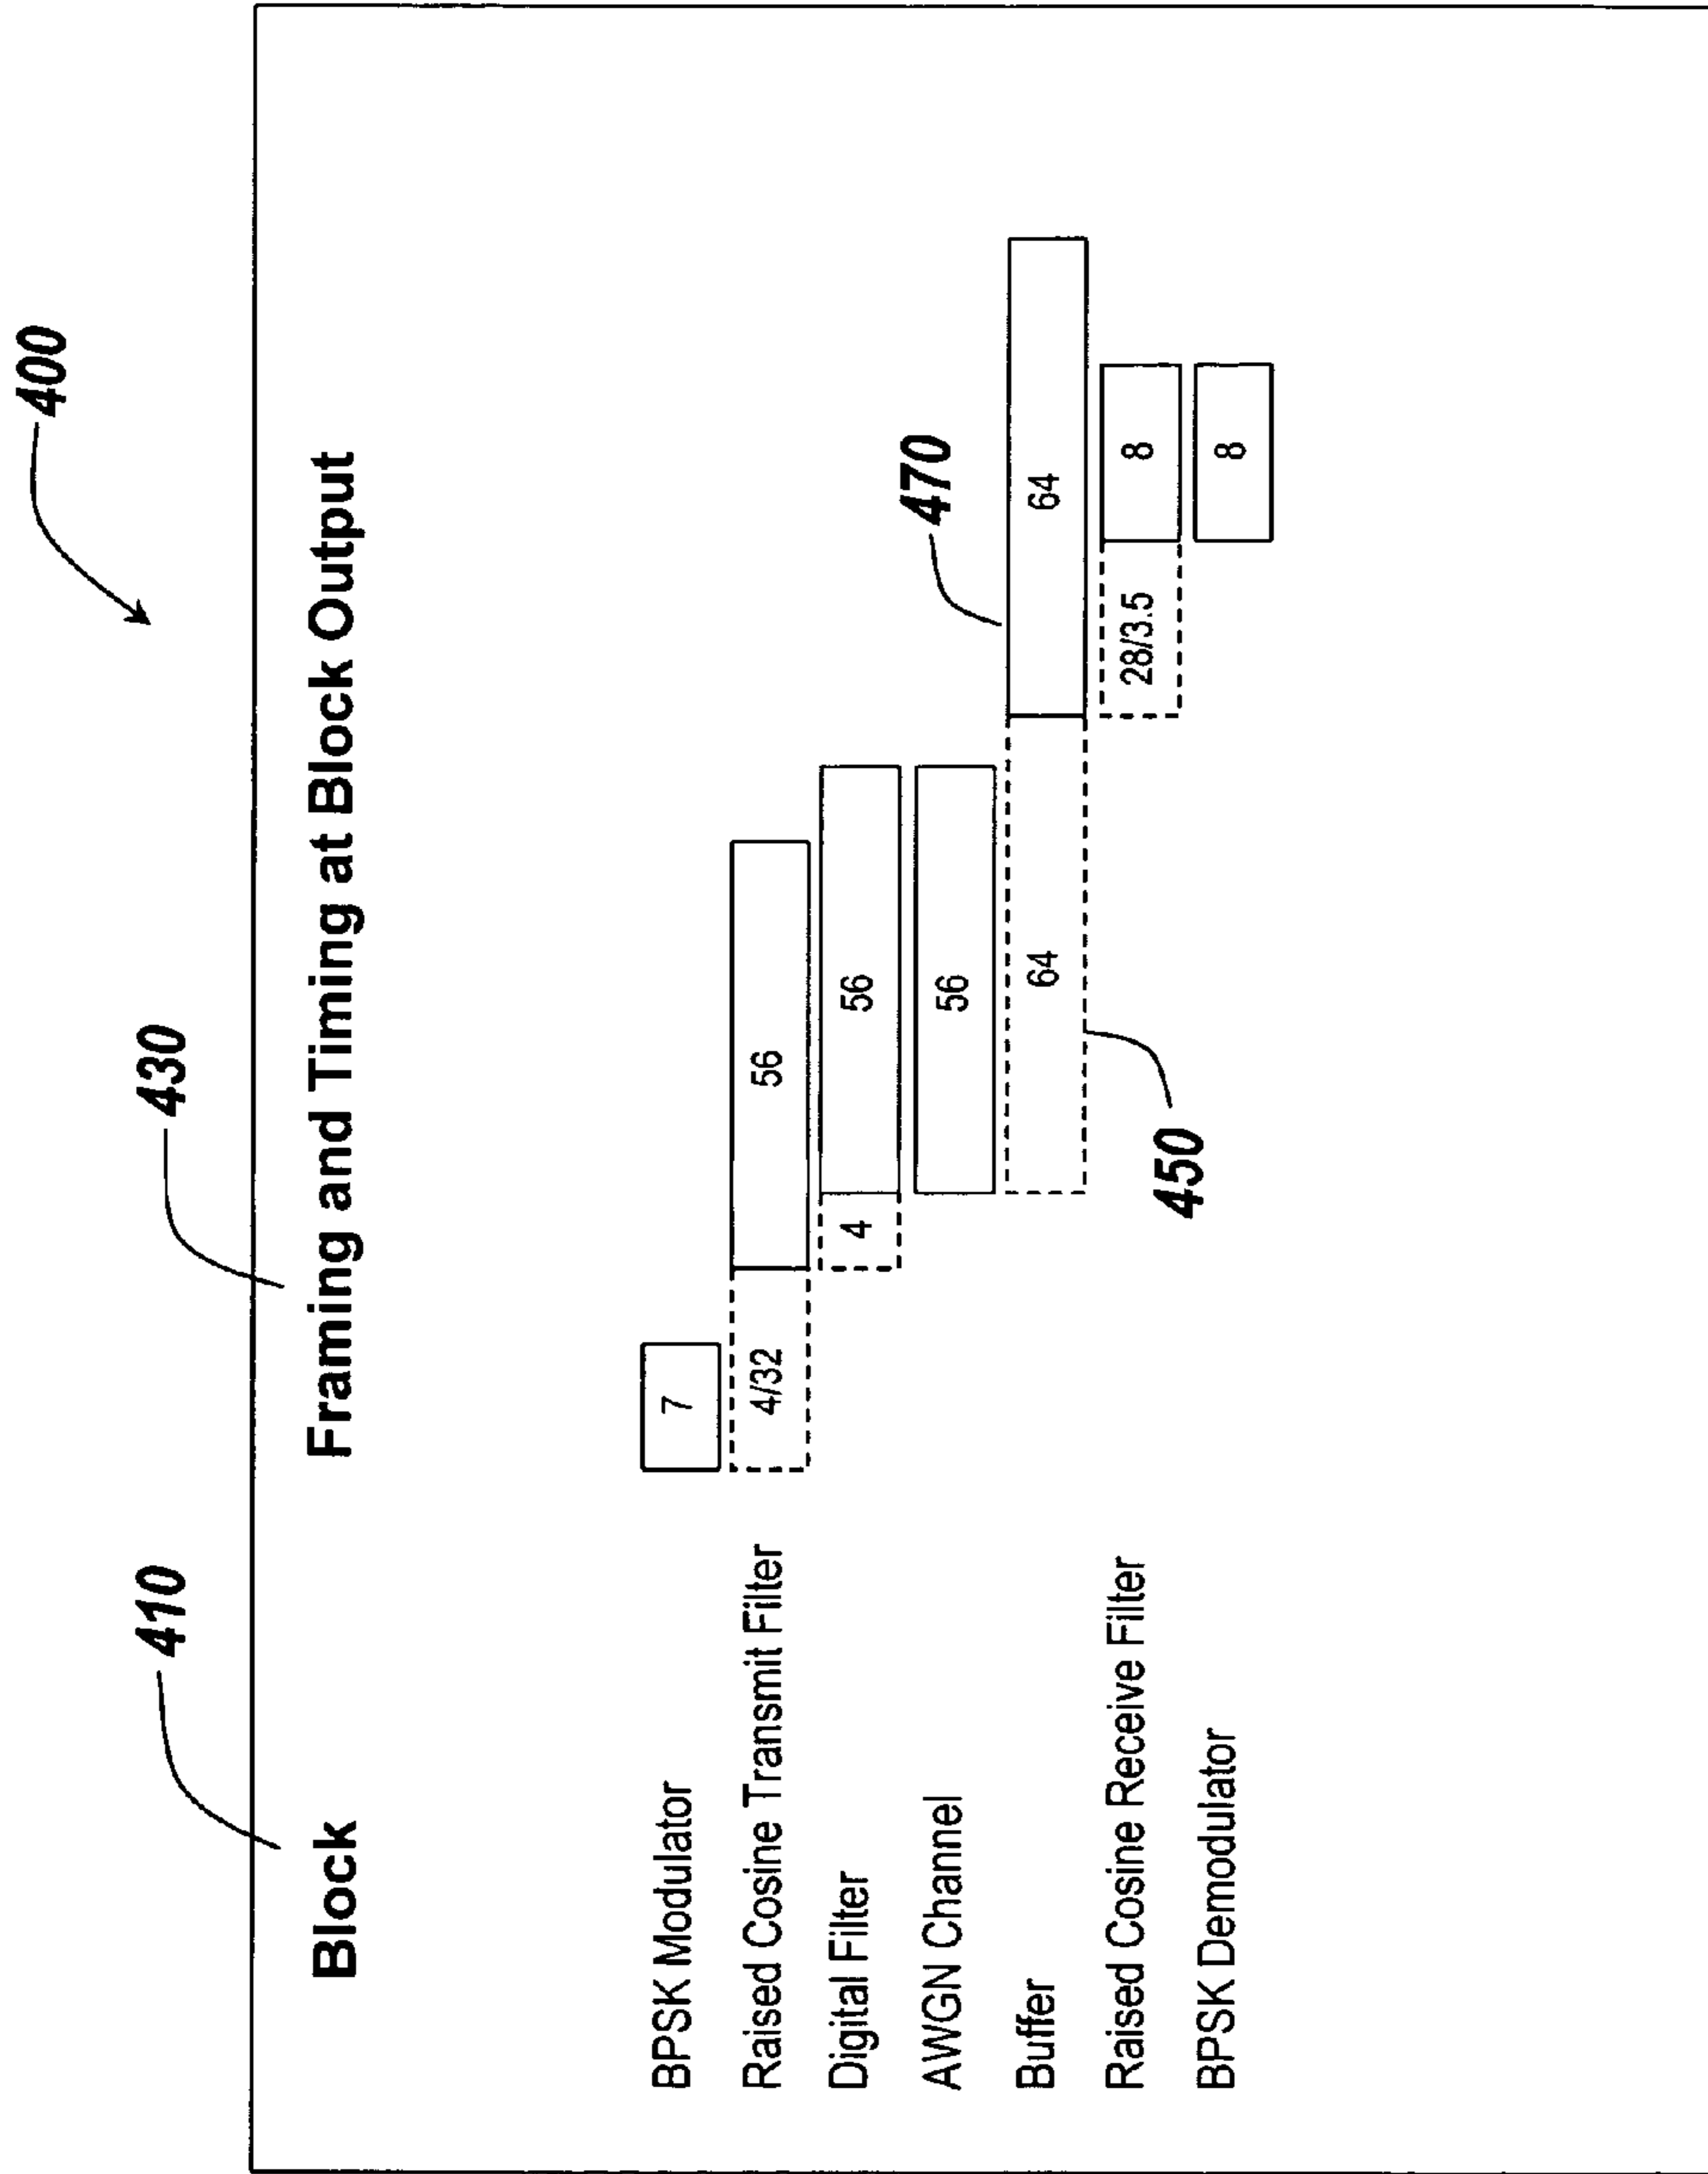 400
410
430
Block
Framing and Timing at Block Output
BPSK Modulator
7
Raised Cosine Transmit Filter
4/32
56
Digital Filter
4
56
AWGN Channel
56
470
Buffer
64
64
Raised Cosine Receive Filter
28/3.5
8
BPSK Demodulator
8
450